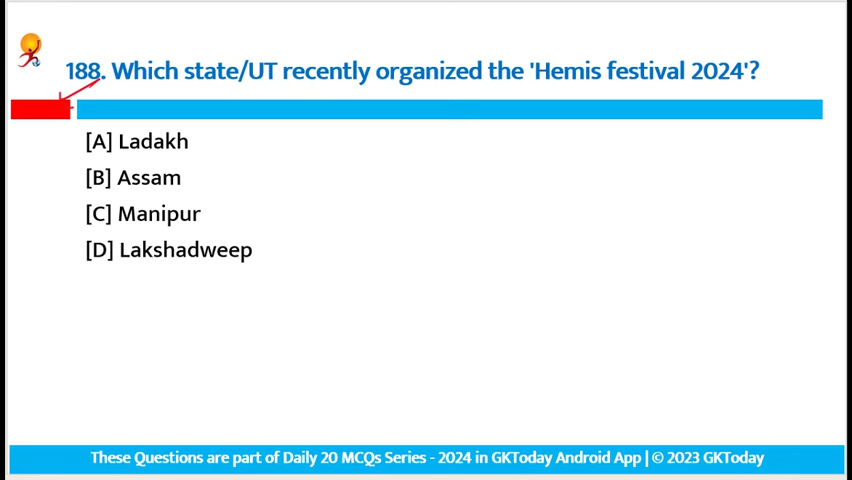 188. Which state/UT recently organized the 'Hemis festival 2024'?
[A] Ladakh
[B] Assam
[C] Manipur
[D] Lakshadweep
These Questions are part of Daily 20 MCQs Series - 2024 in GKToday Android App | © 2023 GKToday